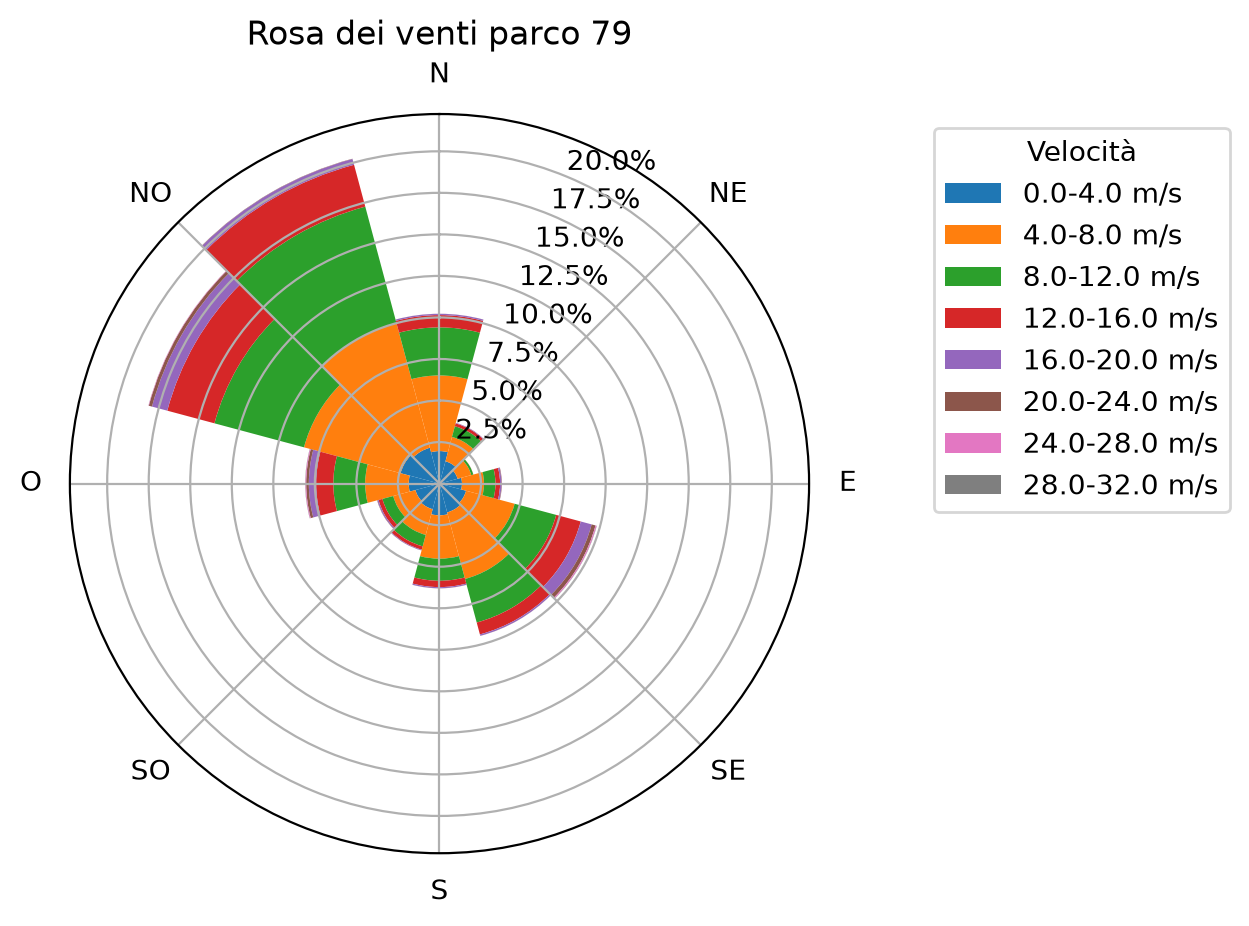 Rosa dei venti parco 79
N
NO
NE
20.0%
17.5%
15.0%
12.5%
10.0%
7.5%
5.0%
2.5%
O
E
SO
SE
S
Velocità
0.0-4.0 m/s
4.0-8.0 m/s
8.0-12.0 m/s
12.0-16.0 m/s
16.0-20.0 m/s
20.0-24.0 m/s
24.0-28.0 m/s
28.0-32.0 m/s